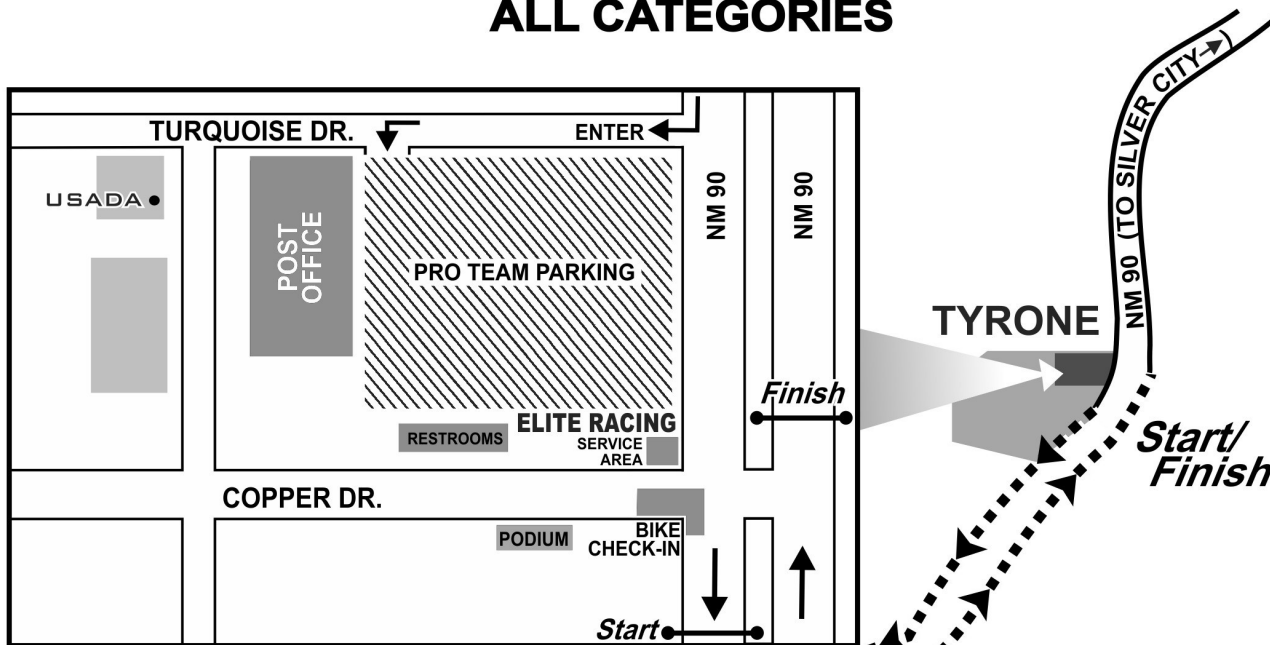 ALL CATEGORIES
TURQUOISE DR.
ENTER
USADA
POST
OFFICE
PRO TEAM PARKING
NM 90
NM 90
Finish
ELITE RACING
RESTROOMS
SERVICE
AREA
COPPER DR.
PODIUM
BIKE
CHECK-IN
Start
TYRONE
NM 90 (TO SILVER CITY→)
Start/
Finish